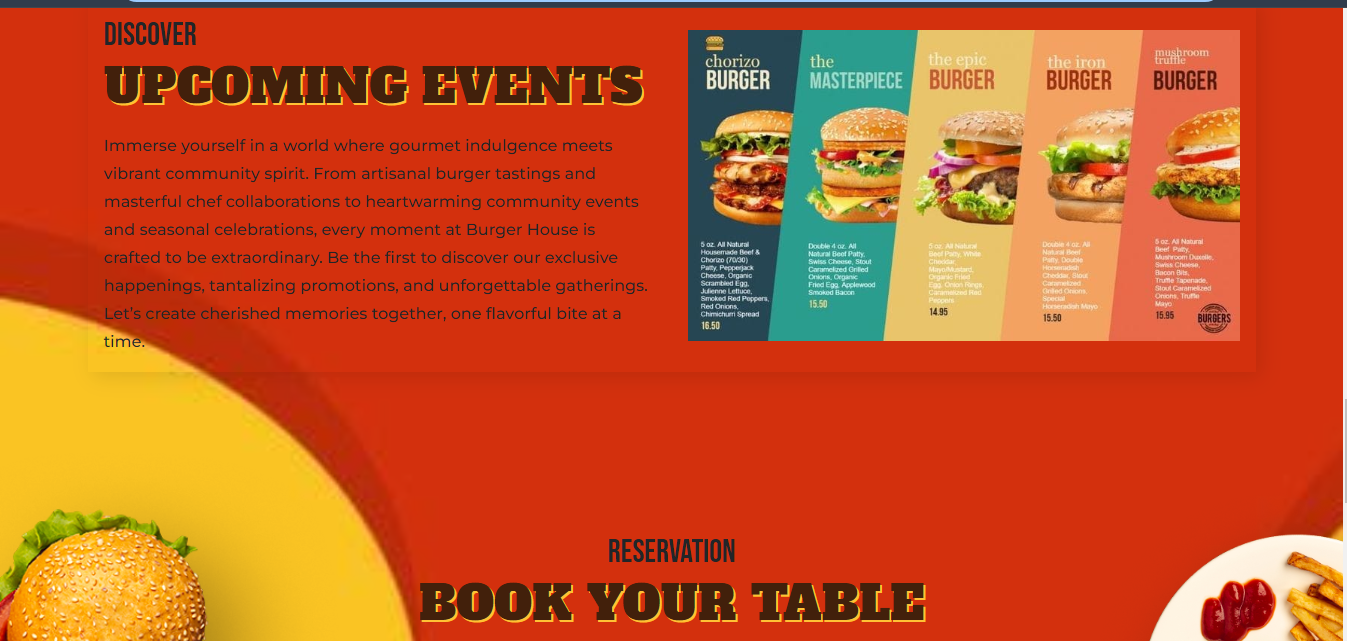 DISCOVER
UPCOMING EVENTS
Immerse yourself in a world where gourmet indulgence meets
vibrant community spirit. From artisanal burger tastings and
masterful chef collaborations to heartwarming community events
and seasonal celebrations, every moment at Burger House is
crafted to be extraordinary. Be the first to discover our exclusive
happenings, tantalizing promotions, and unforgettable gatherings.
Let's create cherished memories together, one flavorful bite at a
time.
chorizo
BURGER
5 oz. All Natural
Housemade Beef &
Chorizo (70/30)
Patty, Pepperjack
Cheese, Organic
Scrambled Egg,
Julienne Lettuce,
Smoked Red Peppers,
Red Onions,
Chimichurri Spread
16.50
the
MASTERPIECE
Double 4 oz. All
Natural Beef Patty,
Swiss Cheese, Stout
Caramelized Grilled
Onions, Organic
Fried Egg, Applewood
Smoked Bacon
15.50
the epic
BURGER
5 oz. All Natural
Beef Patty, White
Cheddar,
Mayo/Mustard,
Organic Fried
Egg, Onion Rings,
Caramelized Red
Peppers
14.95
the iron
BURGER
Double 4 oz. All
Natural Beef
Patty, Double
Horseradish
Cheddar, Stout
Caramelized
Grilled Onions,
Special
Horseradish Mayo
15.50
mushroom
truffle
BURGER
5 oz. All Natural
Beef Patty,
Mushroom Duxelle,
Swiss Cheese,
Bacon Bits,
Truffle Tapenade,
Stout Caramelized
Onions, Truffle
Mayo
15.95
BURGERS
RESERVATION
BOOK YOUR TABLE